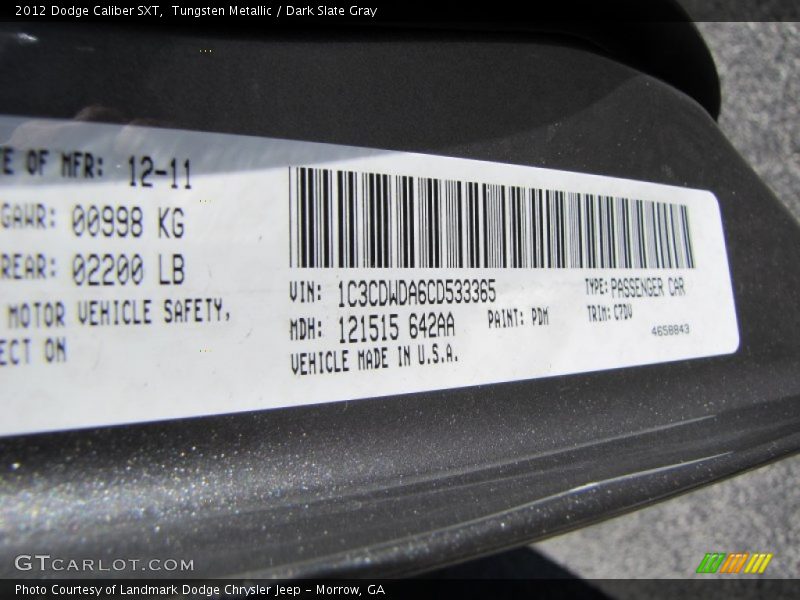 2012 Dodge Caliber SXT,  Tungsten Metallic / Dark Slate Gray
E OF MFR: 12-11
GAWR: 00998 KG
REAR: 02200 LB
MOTOR VEHICLE SAFETY,
ECT ON
VIN: 1C3CDWDA6CD533365
TYPE: PASSENGER CAR
MDH: 121515 642AA
PAINT: PDM
TRIM: C7DV
4658843
VEHICLE MADE IN U.S.A.
GTCARLOT.COM
Photo Courtesy of Landmark Dodge Chrysler Jeep - Morrow, GA